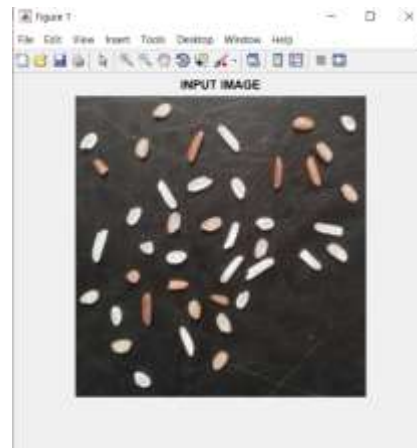 Figure 1
File Edit View Insert Tools Desktop Window Help
INPUT IMAGE